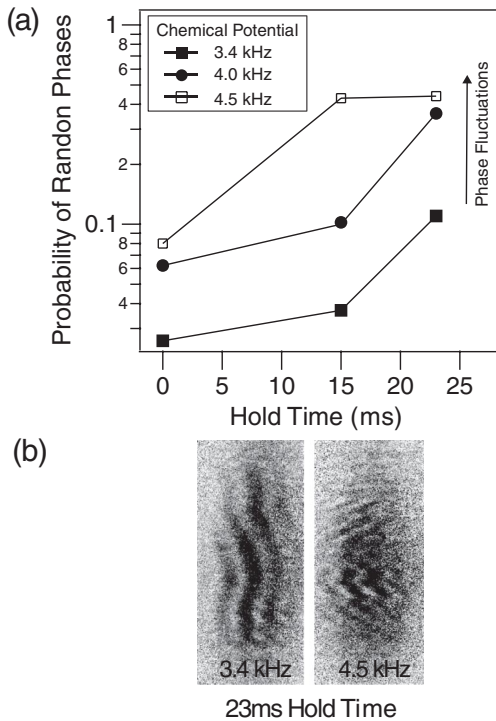 (a)
Probability of Randon Phases
1
8
6
4
2
0.1
8
6
4
Chemical Potential
3.4 kHz
4.0 kHz
4.5 kHz
Phase Fluctuations
0 5 10 15 20 25
Hold Time (ms)
(b)
3.4 kHz 4.5 kHz
23ms Hold Time